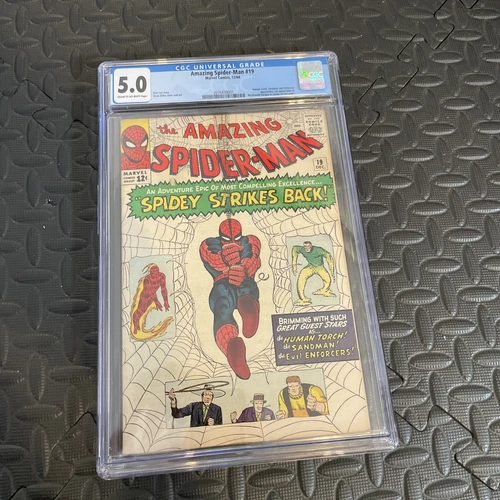 CGC UNIVERSAL GRADE
5.0
Amazing Spider-Man #19
Marvel Comics, 12/64
CGC
MARVEL
COMICS
GROUP
12¢
the AMAZING
SPIDER-MAN
19
DEC.
AN ADVENTURE EPIC OF MOST COMPELLING EXCELLENCE....
"SPIDEY STRIKES BACK!
BRIMMING WITH SUCH
GREAT GUEST STARS
AS...
the HUMAN TORCH!
the SANDMAN!
the EVIL ENFORCERS!